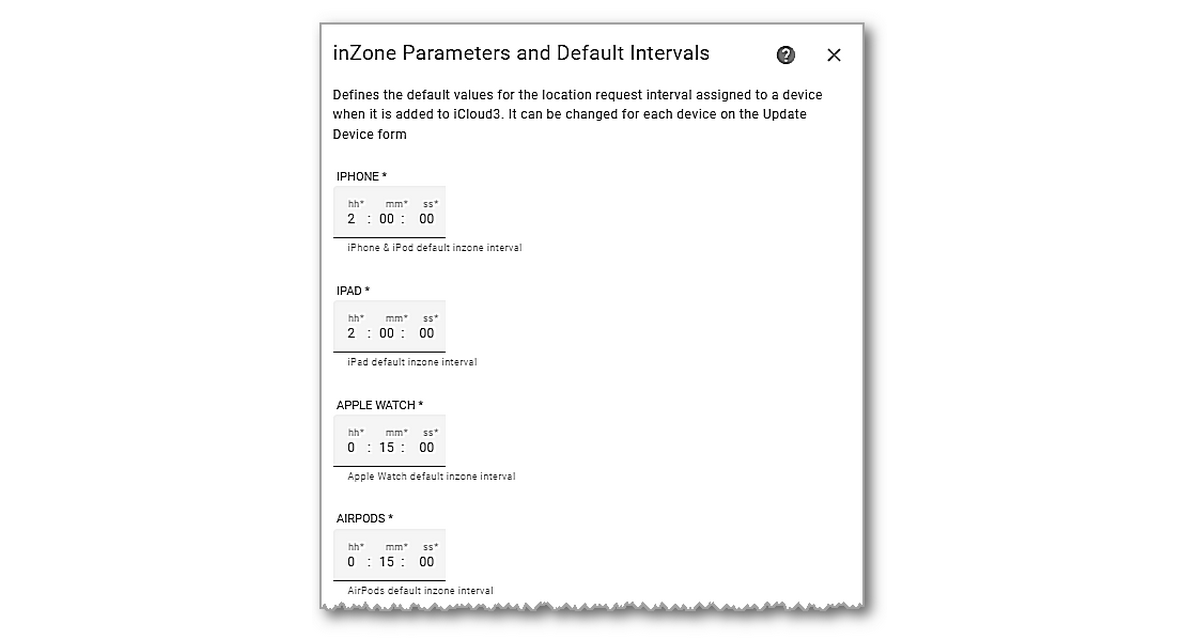 inZone Parameters and Default Intervals
Defines the default values for the location request interval assigned to a device
when it is added to iCloud3. It can be changed for each device on the Update
Device form
IPHONE *
hh* mm* ss*
2 : 00 : 00
iPhone & iPod default inzone interval
IPAD *
hh* mm* ss*
2 : 00 : 00
iPad default inzone interval
APPLE WATCH *
hh* mm* ss*
0 : 15 : 00
Apple Watch default inzone interval
AIRPODS *
hh* mm* ss*
0 : 15 : 00
AirPods default inzone interval